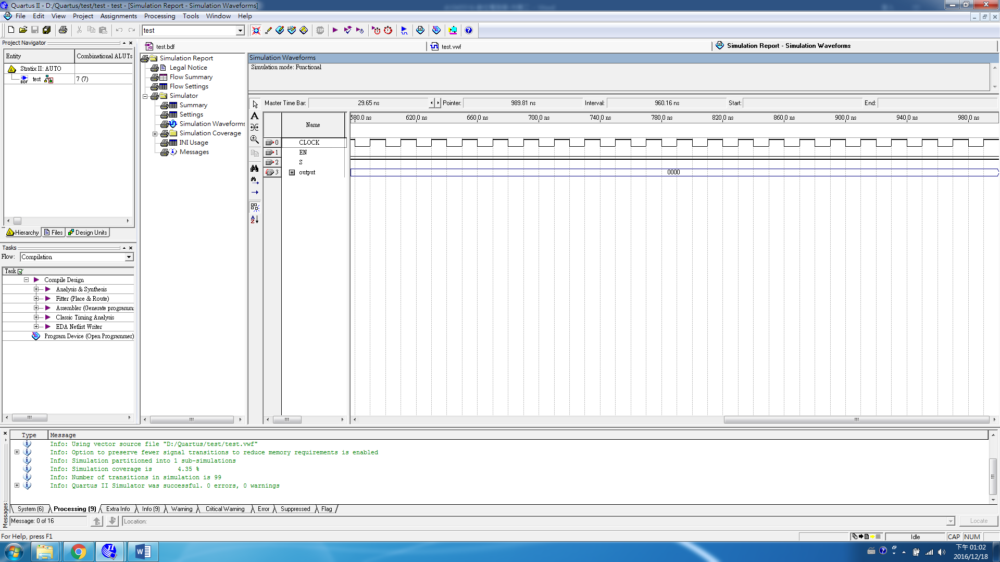 Quartus II - D:/Quartus/test/test - test - [Simulation Report - Simulation Waveforms]
File Edit View Project Assignments Processing Tools Window Help
test
Project Navigator
Entity Combinational ALUTs
Stratix II: AUTO
test 7 (7)
Hierarchy Files Design Units
Tasks
Flow: Compilation
Task
Compile Design
Analysis & Synthesis
Fitter (Place & Route)
Assembler (Generate programm
Classic Timing Analysis
EDA Netlist Writer
Program Device (Open Programmer)
test.bdf test.vwf Simulation Report - Simulation Waveforms
Simulation Report
Legal Notice
Flow Summary
Flow Settings
Simulator
Summary
Settings
Simulation Waveforms
Simulation Coverage
INI Usage
Messages
Simulation Waveforms
Simulation mode: Functional
Master Time Bar: 29.65 ns Pointer: 989.81 ns Interval: 960.16 ns Start: End:
Name
580.0 ns 620.0 ns 660.0 ns 700.0 ns 740.0 ns 780.0 ns 820.0 ns 860.0 ns 900.0 ns 940.0 ns 980.0 ns
0 CLOCK
1 EN
2 S
3 output 0000
Type Message
Info: Using vector source file "D:/Quartus/test/test.vwf"
Info: Option to preserve fewer signal transitions to reduce memory requirements is enabled
Info: Simulation partitioned into 1 sub-simulations
Info: Simulation coverage is 4.35 %
Info: Number of transitions in simulation is 99
Info: Quartus II Simulator was successful. 0 errors, 0 warnings
System (6) Processing (9) Extra Info Info (9) Warning Critical Warning Error Suppressed Flag
Messages
Message: 0 of 16 Location: Locate
For Help, press F1 Idle CAP NUM
下午 01:02
2016/12/18